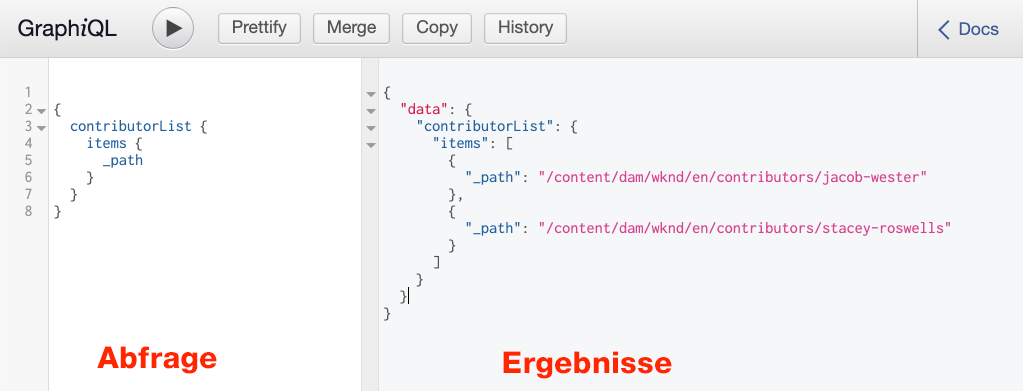 GraphiQL
Prettify
Merge
Copy
History
Docs
1
2 {
3 contributorList {
4 items {
5 _path
6 }
7 }
8 }
{
"data": {
"contributorList": {
"items": [
{
"_path": "/content/dam/wknd/en/contributors/jacob-wester"
},
{
"_path": "/content/dam/wknd/en/contributors/stacey-roswells"
}
]
}
}
}
Abfrage
Ergebnisse